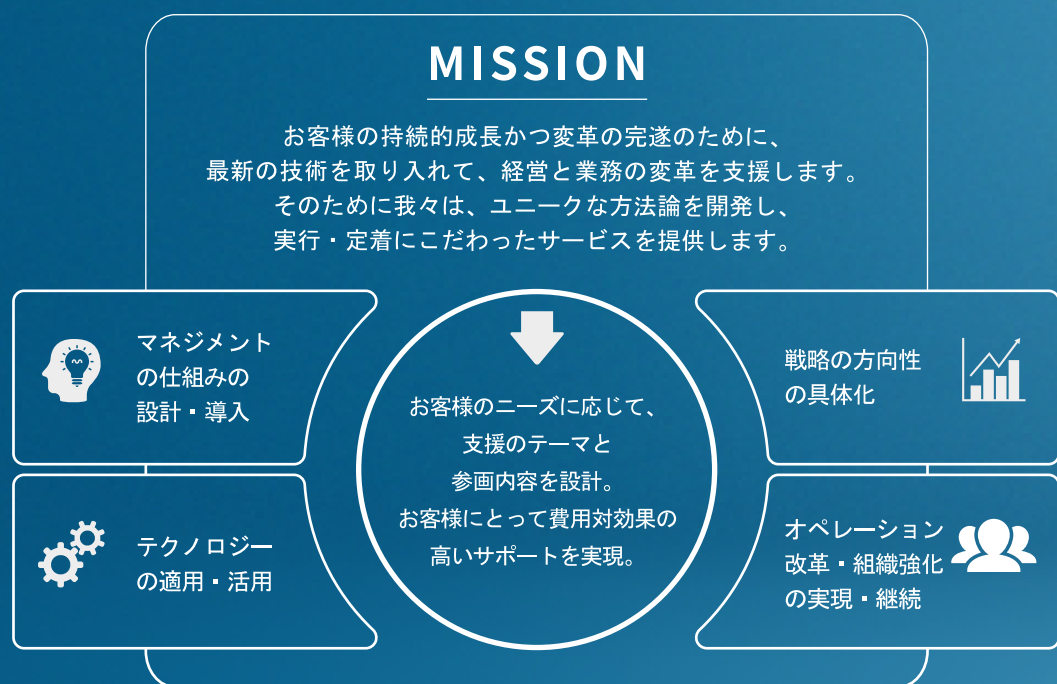 MISSION
お客様の持続的成長かつ変革の完遂のために、
最新の技術を取り入れて、経営と業務の変革を支援します。
そのために我々は、ユニークな方法論を開発し、
実行・定着にこだわったサービスを提供します。
マネジメント
の仕組みの
設計・導入
お客様のニーズに応じて、
支援のテーマと
参画内容を設計。
お客様にとって費用対効果の
高いサポートを実現。
戦略の方向性
の具体化
テクノロジー
の適用・活用
オペレーション
改革・組織強化
の実現・継続